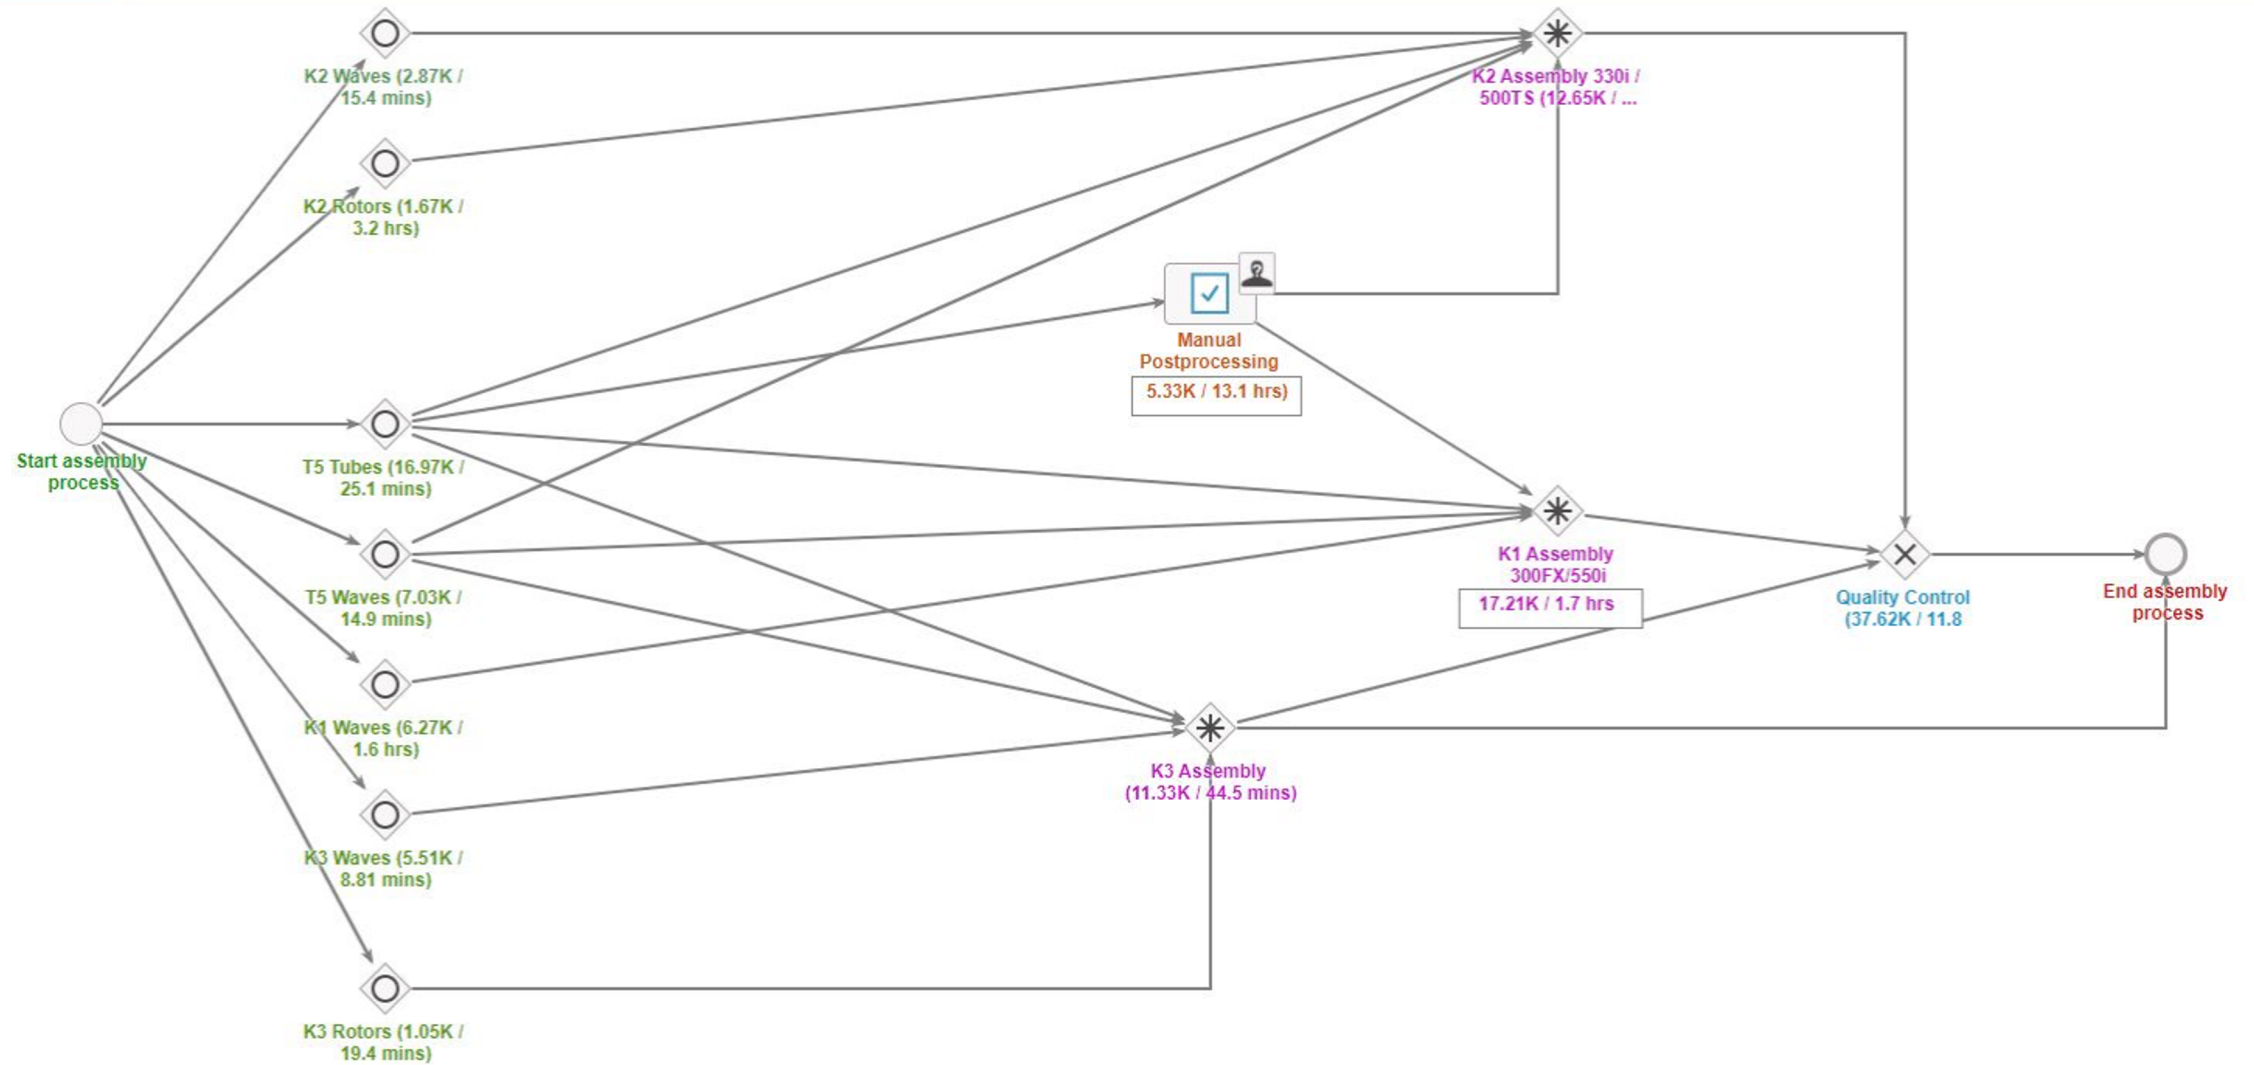 K2 Waves (2.87K /
15.4 mins)
K2 Assembly 330i /
500TS (12.65K / ...
K2 Rotors (1.67K /
3.2 hrs)
Manual
Postprocessing
5.33K / 13.1 hrs)
Start assembly
process
T5 Tubes (16.97K /
25.1 mins)
K1 Assembly
300FX/550i
17.21K / 1.7 hrs
T5 Waves (7.03K /
14.9 mins)
Quality Control
(37.62K / 11.8
End assembly
process
K1 Waves (6.27K /
1.6 hrs)
K3 Assembly
(11.33K / 44.5 mins)
K3 Waves (5.51K /
8.81 mins)
K3 Rotors (1.05K /
19.4 mins)